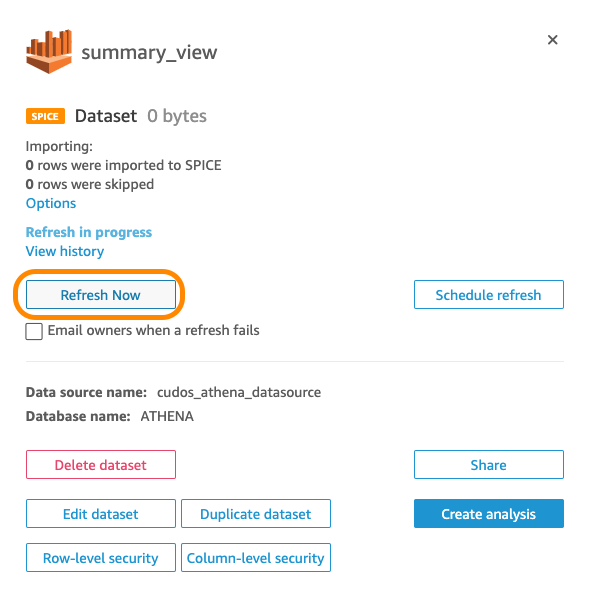 summary_view
SPICE Dataset 0 bytes
Importing:
0 rows were imported to SPICE
0 rows were skipped
Options
Refresh in progress
View history
Refresh Now
Schedule refresh
Email owners when a refresh fails
Data source name: cudos_athena_datasource
Database name: ATHENA
Delete dataset
Share
Edit dataset
Duplicate dataset
Create analysis
Row-level security
Column-level security